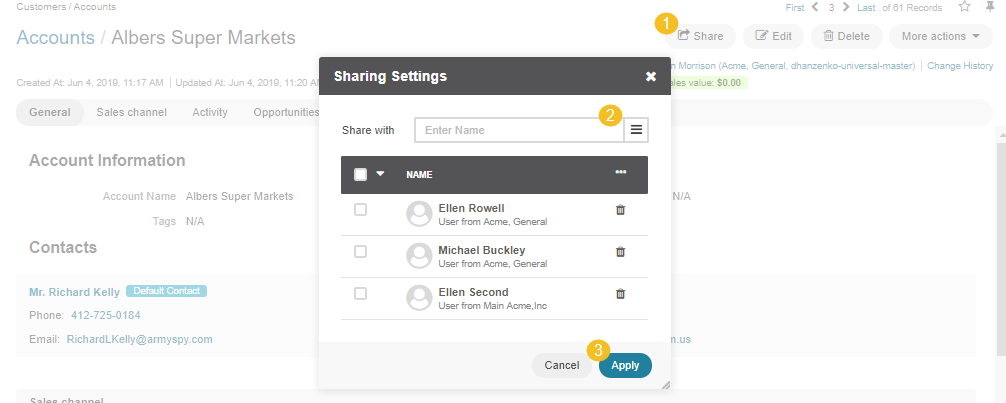 Customers / Accounts
First 3 Last of 61 Records
Accounts / Albers Super Markets
1
Share
Edit
Delete
More actions
Created At: Jun 4, 2019, 11:17 AM Updated At: Jun 4, 2019, 11:20 AM
n Morrison (Acme, General, dhanzenko-universal-master) Change History
ales value: $0.00
General Sales channel Activity Opportunities
Sharing Settings
Share with
Enter Name
2
NAME
Ellen Rowell
User from Acme, General
Michael Buckley
User from Acme, General
Ellen Second
User from Main Acme,Inc
Cancel
3
Apply
Account Information
Account Name Albers Super Markets
N/A
Tags N/A
Contacts
Mr. Richard Kelly Default Contact
Phone: 412-725-0184
Email: RichardLKelly@armyspy.com
n.us
Sales channel